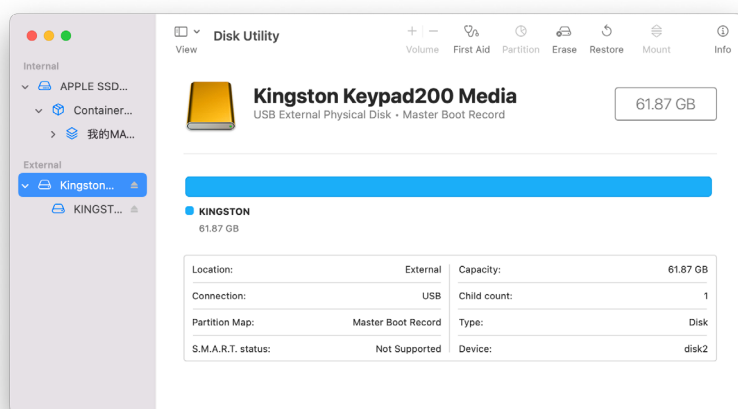 View
Disk Utility
Volume
First Aid
Partition
Erase
Restore
Mount
Info
Internal
APPLE SSD...
Container...
我的MA...
External
Kingston...
KINGST...
Kingston Keypad200 Media
USB External Physical Disk • Master Boot Record
61.87 GB
KINGSTON
61.87 GB
Location: External
Capacity: 61.87 GB
Connection: USB
Child count: 1
Partition Map: Master Boot Record
Type: Disk
S.M.A.R.T. status: Not Supported
Device: disk2